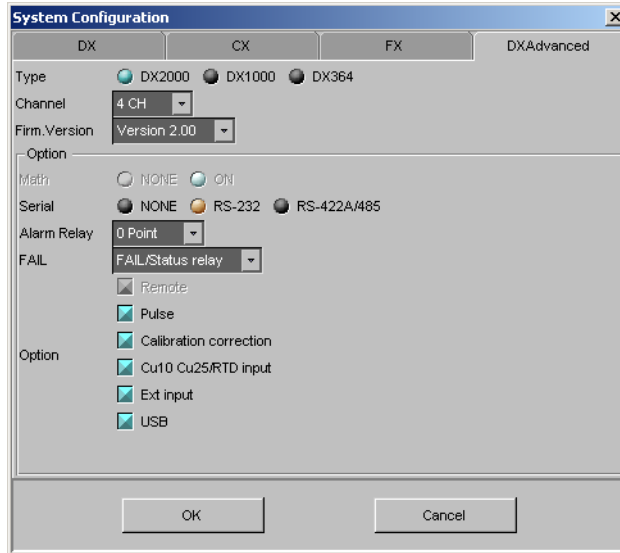 System Configuration
DX CX FX DXAdvanced
Type DX2000 DX1000 DX364
Channel 4 CH
Firm.Version Version 2.00
Option
Math NONE ON
Serial NONE RS-232 RS-422A/485
Alarm Relay 0 Point
FAIL FAIL/Status relay
Remote
Pulse
Calibration correction
Option
Cu10 Cu25/RTD input
Ext input
USB
OK Cancel